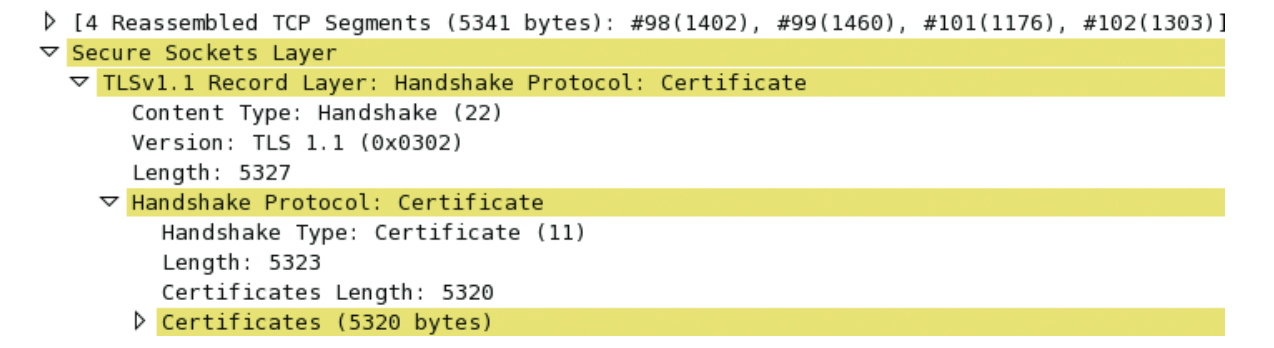 [4 Reassembled TCP Segments (5341 bytes): #98(1402), #99(1460), #101(1176), #102(1303)]
Secure Sockets Layer
TLSv1.1 Record Layer: Handshake Protocol: Certificate
Content Type: Handshake (22)
Version: TLS 1.1 (0x0302)
Length: 5327
Handshake Protocol: Certificate
Handshake Type: Certificate (11)
Length: 5323
Certificates Length: 5320
Certificates (5320 bytes)